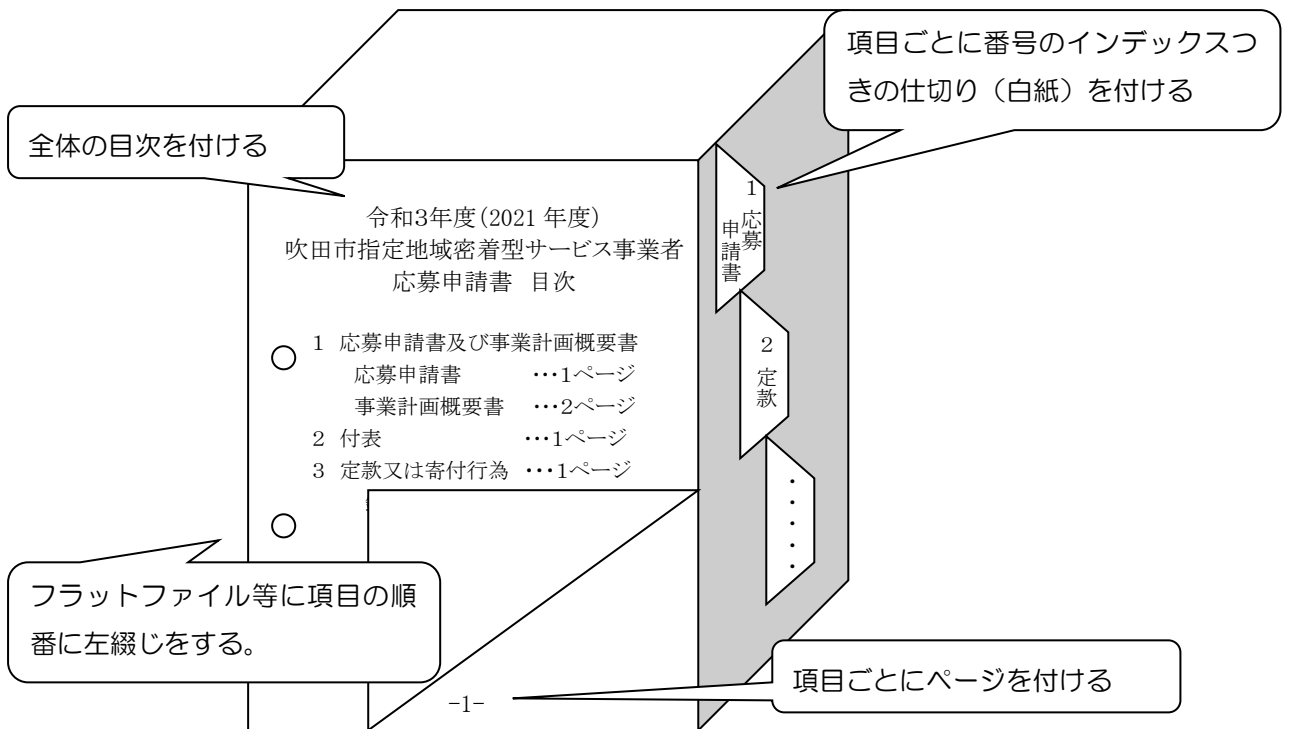 項目ごとに番号のインデックスつ
きの仕切り（白紙）を付ける
全体の目次を付ける
令和3年度(2021 年度)
吹田市指定地域密着型サービス事業者
応募申請書 目次
1 応募申請書及び事業計画概要書
応募申請書 …1ページ
事業計画概要書 …2ページ
2 付表 …1ページ
3 定款又は寄付行為 …1ページ
1 応募
申請書
2 定款
・・・・・
フラットファイル等に項目の順
番に左綴じをする。
項目ごとにページを付ける
-1-